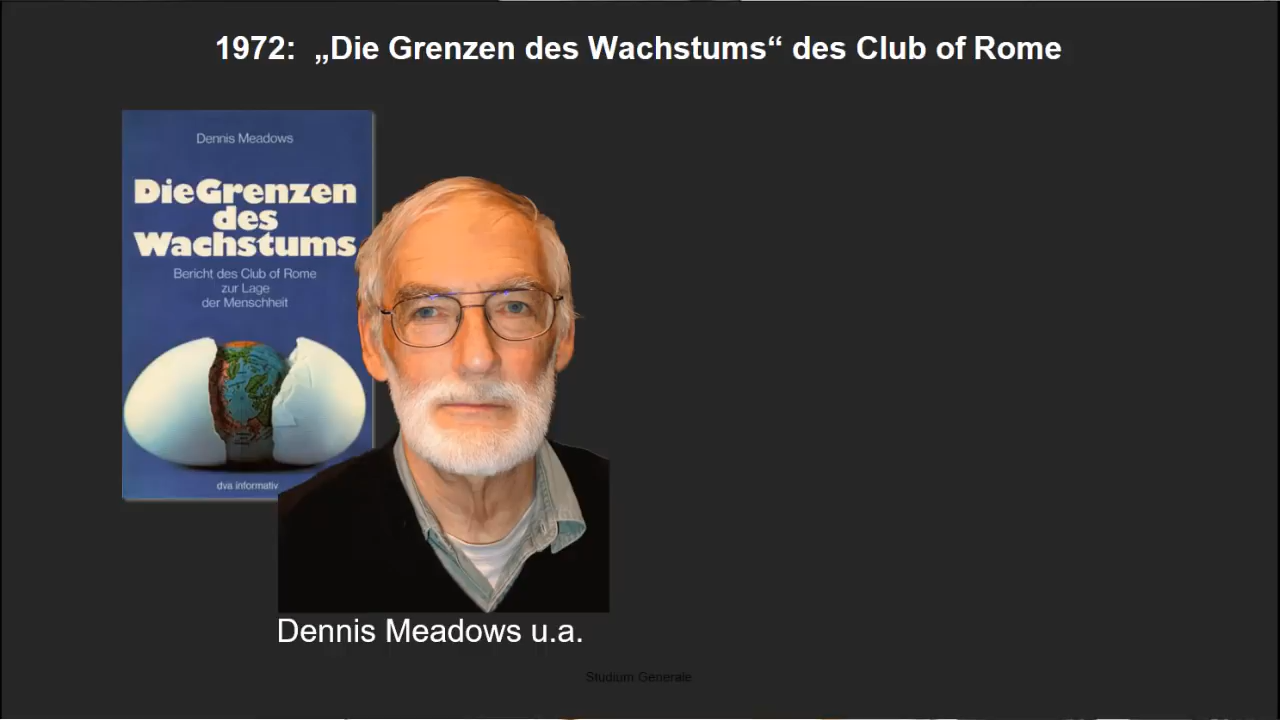 1972: „Die Grenzen des Wachstums“ des Club of Rome
Dennis Meadows
Die Grenzen
des
Wachstums
Bericht des Club of Rome
zur Lage
der Menschheit
dva informativ
Dennis Meadows u.a.
Studium Generale